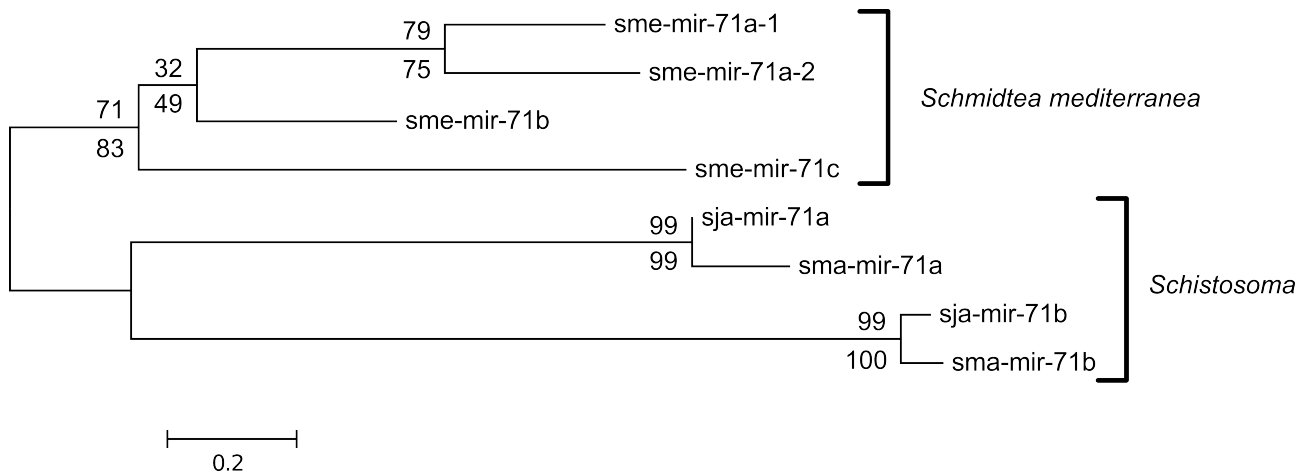 79
sme-mir-71a-1
75
sme-mir-71a-2
32
49
sme-mir-71b
71
83
sme-mir-71c
Schmidtea mediterranea
99
sja-mir-71a
99
sma-mir-71a
99
sja-mir-71b
100
sma-mir-71b
Schistosoma
0.2